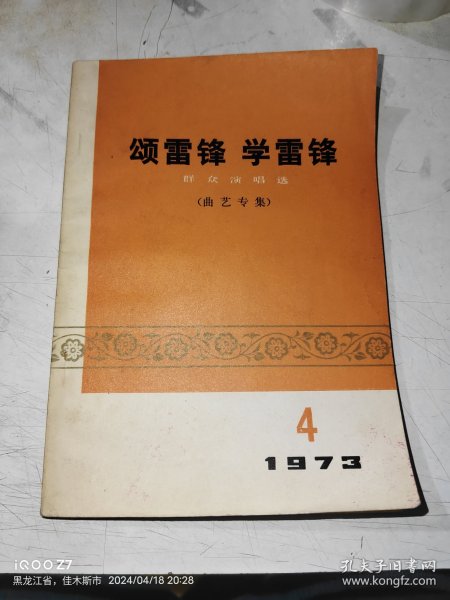 颂雷锋 学雷锋
群众演唱选
(曲艺专集)
4
1973
iQOO Z7
黑龙江省，佳木斯市 2024/04/18 20:28
孔夫子旧书网
www.kongfz.com